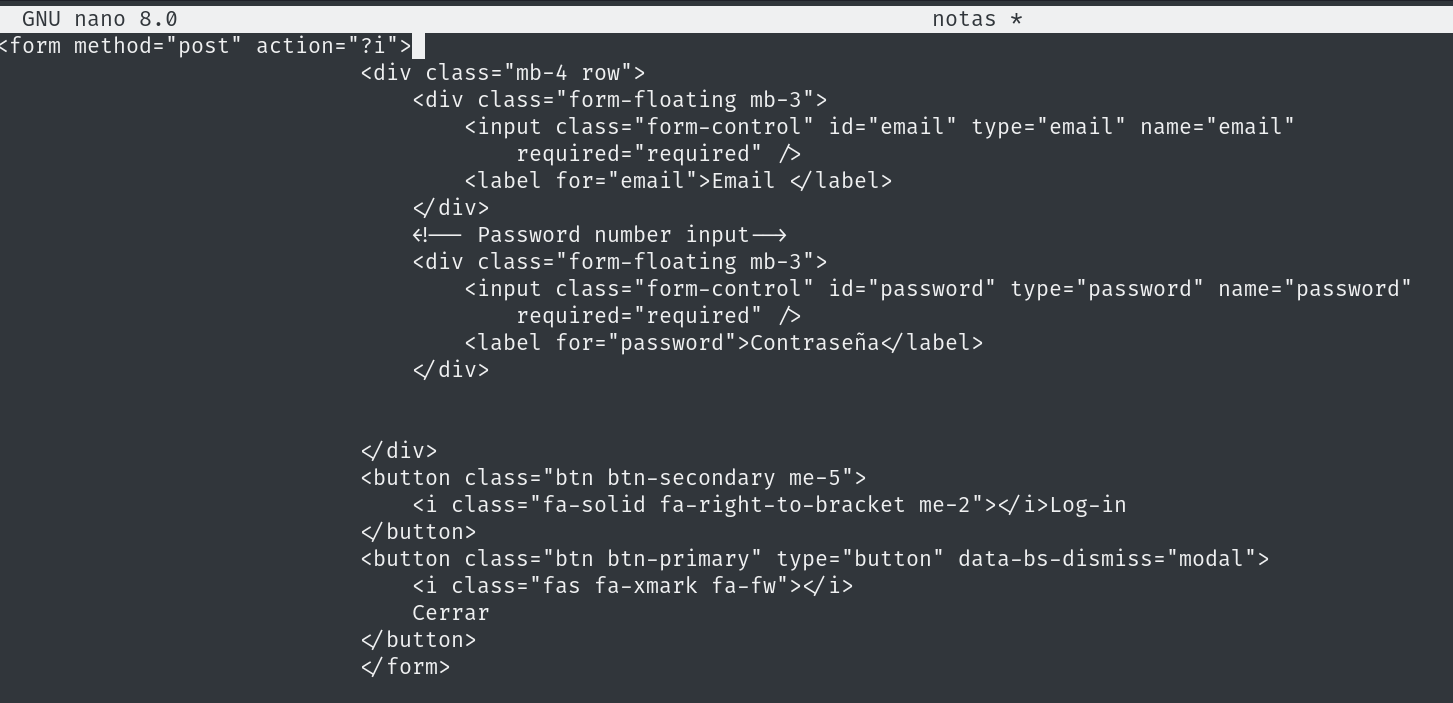 GNU nano 8.0 notas *
<form method="post" action="?i">
<div class="mb-4 row">
<div class="form-floating mb-3">
<input class="form-control" id="email" type="email" name="email"
required="required" />
<label for="email">Email </label>
</div>
<!-- Password number input-->
<div class="form-floating mb-3">
<input class="form-control" id="password" type="password" name="password"
required="required" />
<label for="password">Contraseña</label>
</div>
</div>
<button class="btn btn-secondary me-5">
<i class="fa-solid fa-right-to-bracket me-2"></i>Log-in
</button>
<button class="btn btn-primary" type="button" data-bs-dismiss="modal">
<i class="fas fa-xmark fa-fw"></i>
Cerrar
</button>
</form>